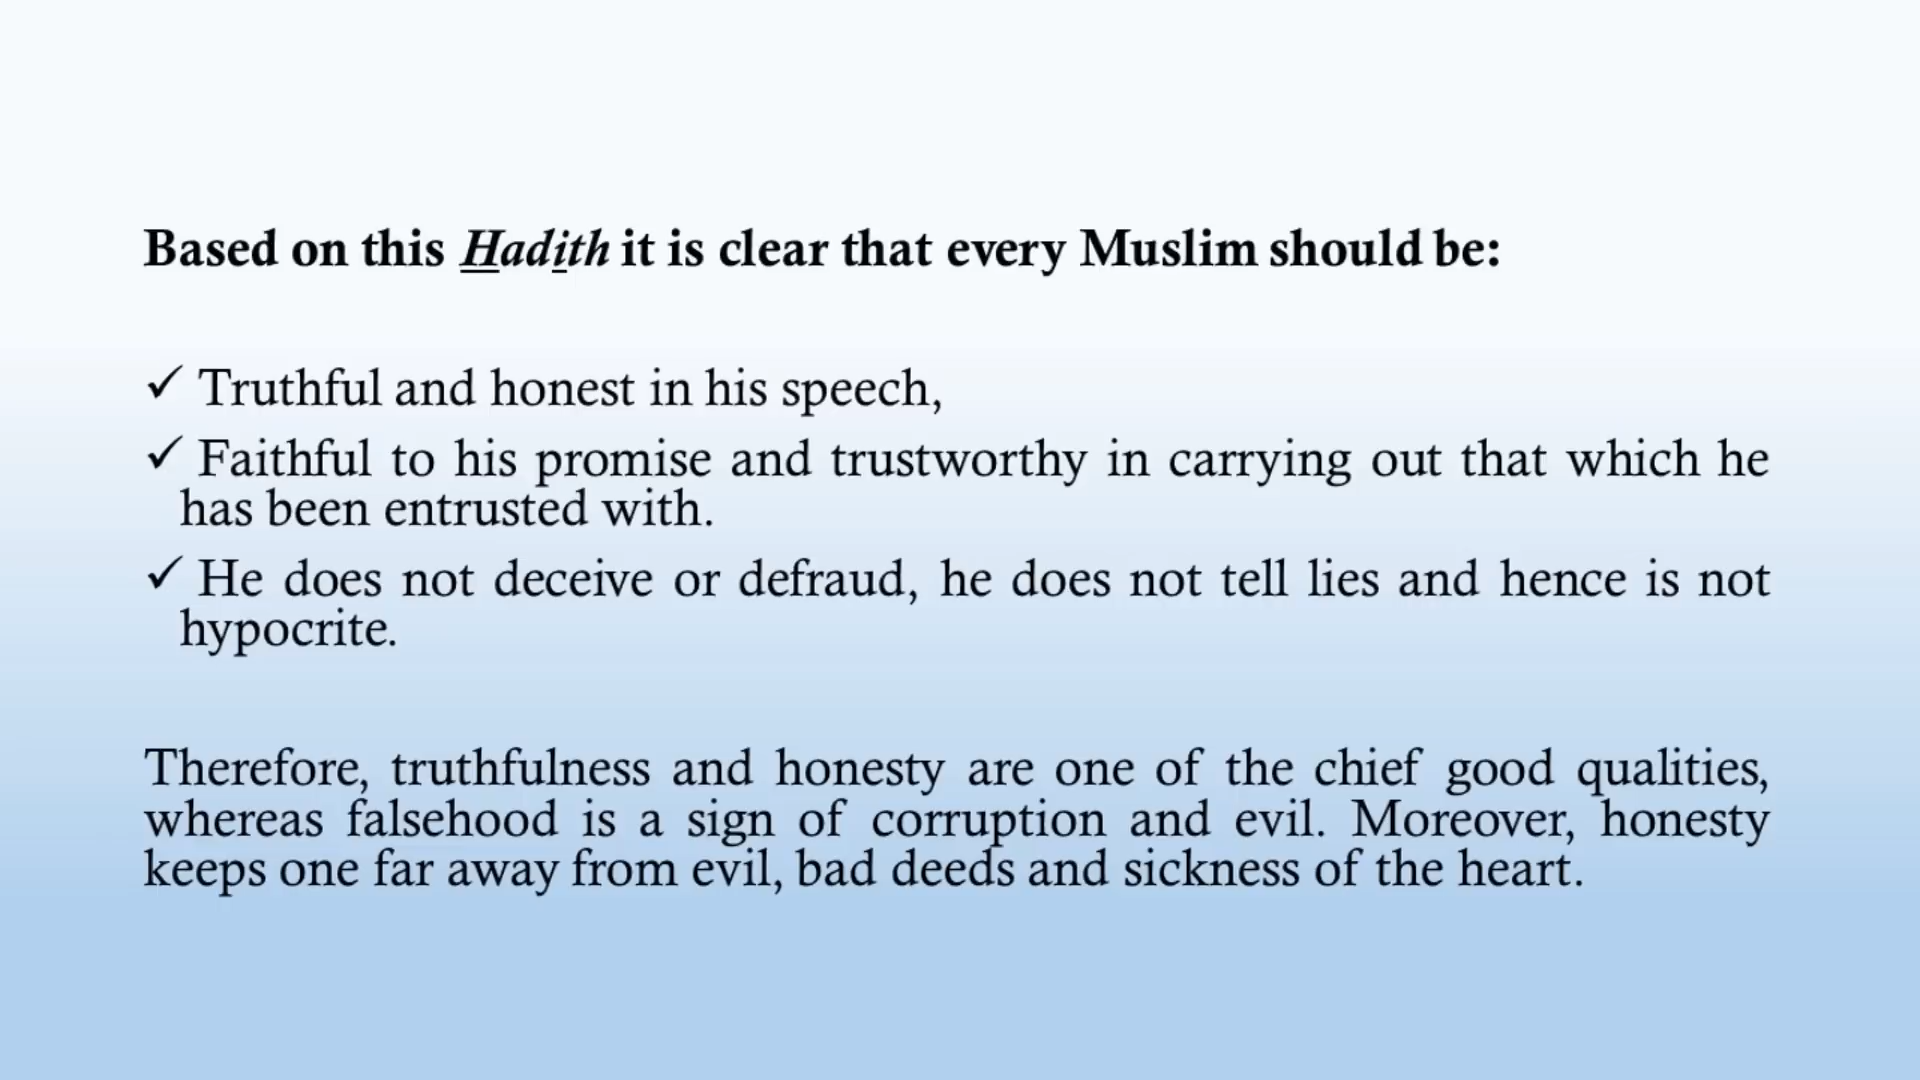 Based on this Hadith it is clear that every Muslim should be:
✓ Truthful and honest in his speech,
✓ Faithful to his promise and trustworthy in carrying out that which he
has been entrusted with.
✓ He does not deceive or defraud, he does not tell lies and hence is not
hypocrite.
Therefore, truthfulness and honesty are one of the chief good qualities,
whereas falsehood is a sign of corruption and evil. Moreover, honesty
keeps one far away from evil, bad deeds and sickness of the heart.